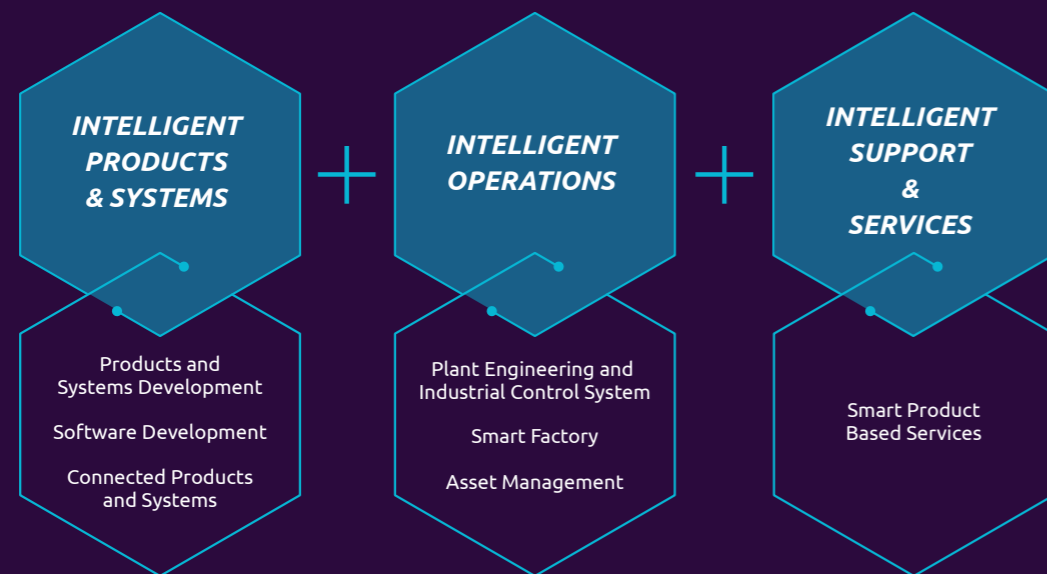 INTELLIGENT
PRODUCTS
& SYSTEMS
Products and
Systems Development
Software Development
Connected Products
and Systems
INTELLIGENT
OPERATIONS
Plant Engineering and
Industrial Control System
Smart Factory
Asset Management
INTELLIGENT
SUPPORT
&
SERVICES
Smart Product
Based Services